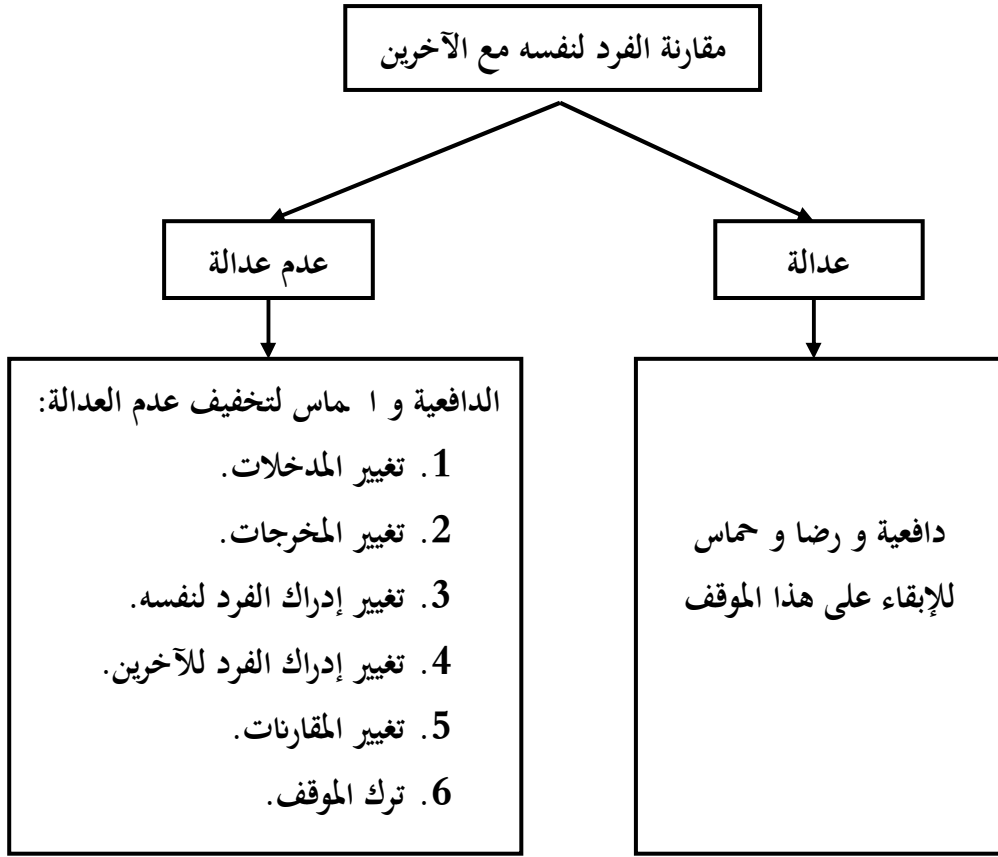 مقارنة الفرد لنفسه مع الآخرين
عدالة
عدم عدالة
دافعية و رضا و حماس
للإبقاء على هذا الموقف
الدافعية و ا ماس لتخفيف عدم العدالة:
1. تغيير المدخلات.
2. تغيير المخرجات.
3. تغيير إدراك الفرد لنفسه.
4. تغيير إدراك الفرد للآخرين.
5. تغيير المقارنات.
6. ترك الموقف.